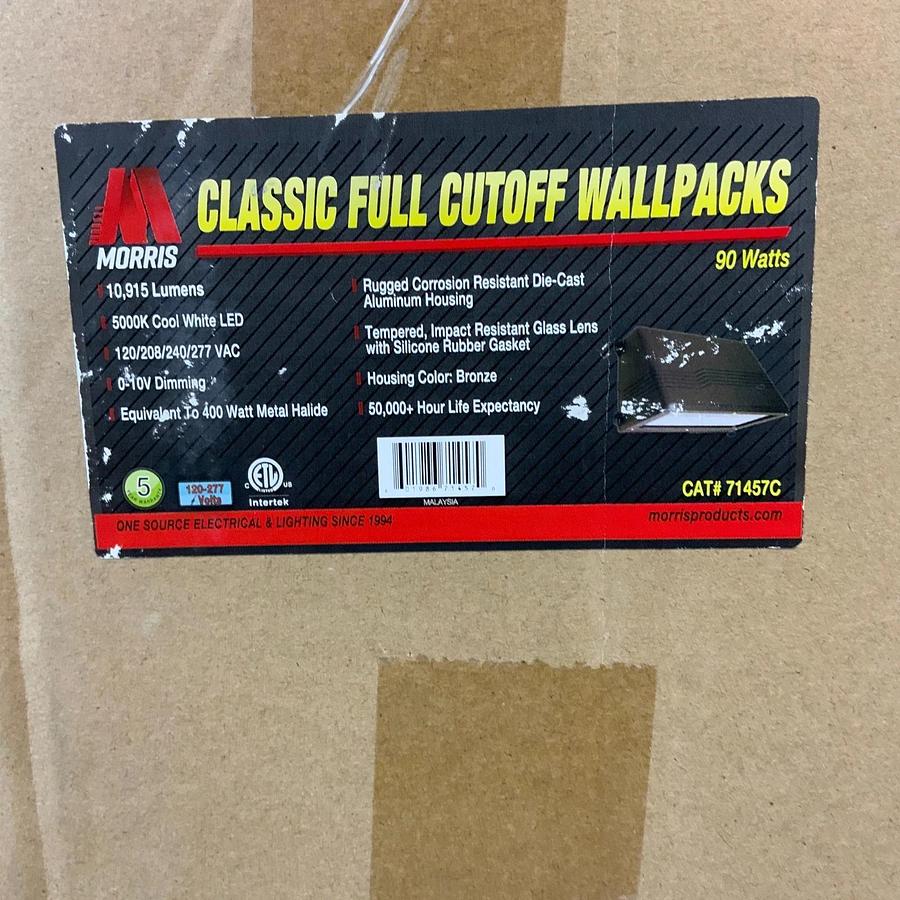 MORRIS
CLASSIC FULL CUTOFF WALLPACKS
90 Watts
10,915 Lumens
5000K Cool White LED
120/208/240/277 VAC
0-10V Dimming
Equivalent To 400 Watt Metal Halide
Rugged Corrosion Resistant Die-Cast
Aluminum Housing
Tempered, Impact Resistant Glass Lens
with Silicone Rubber Gasket
Housing Color: Bronze
50,000+ Hour Life Expectancy
5
120-277
Volts
C ETL US
Intertek
MALAYSIA
CAT# 71457C
ONE SOURCE ELECTRICAL & LIGHTING SINCE 1994
morrisproducts.com